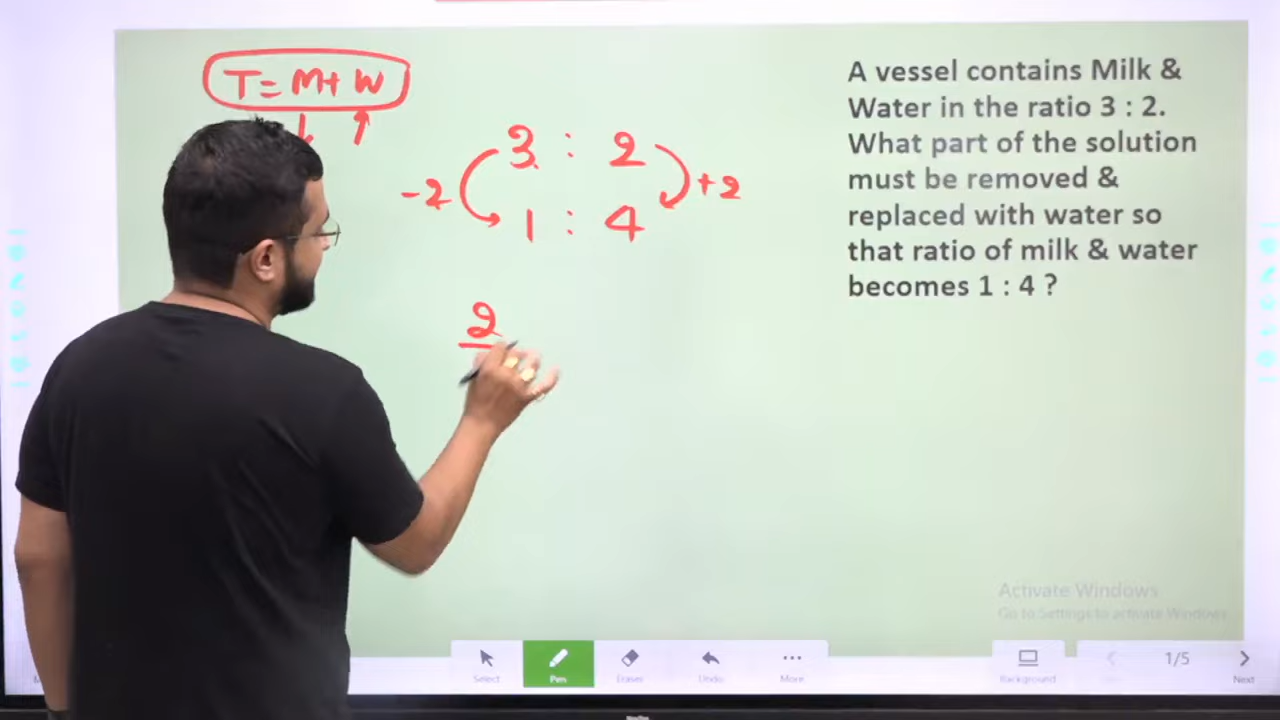 T = M + W
3 : 2
-2
+2
1 : 4
2
A vessel contains Milk &
Water in the ratio 3 : 2.
What part of the solution
must be removed &
replaced with water so
that ratio of milk & water
becomes 1 : 4 ?
Activate Windows
Go to Settings to activate Windows.
Select
Pen
Eraser
Undo
More
Background
1/5
Next